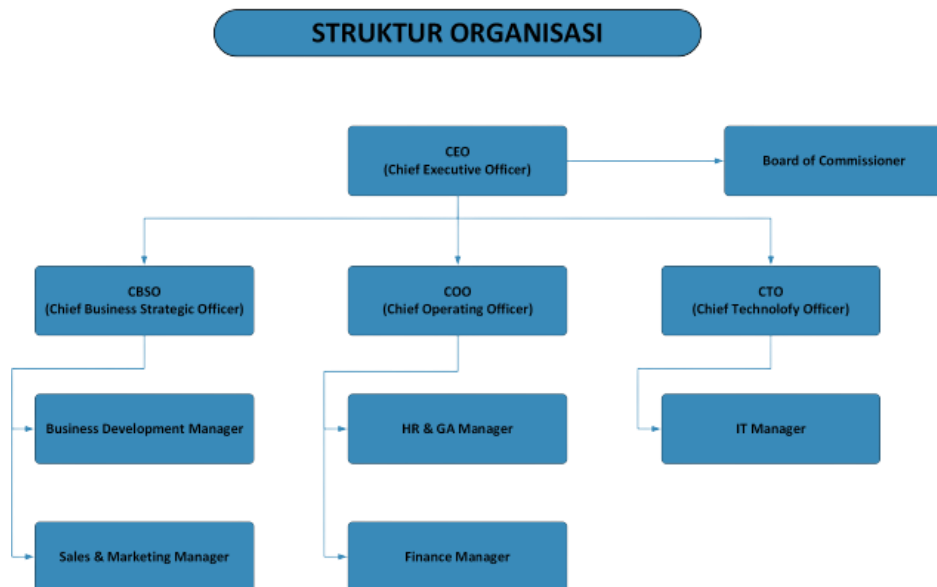 STRUKTUR ORGANISASI
CEO
(Chief Executive Officer)
Board of Commissioner
CBSO
(Chief Business Strategic Officer)
COO
(Chief Operating Officer)
CTO
(Chief Technolofy Officer)
Business Development Manager
HR & GA Manager
IT Manager
Sales & Marketing Manager
Finance Manager